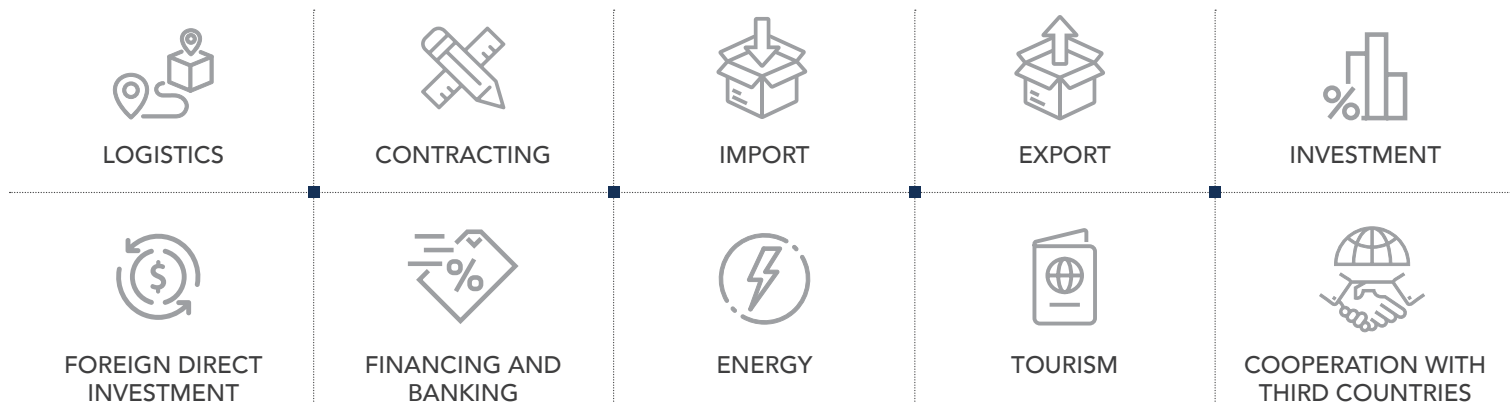 LOGISTICS
CONTRACTING
IMPORT
EXPORT
INVESTMENT
%
$
%
FOREIGN DIRECT
INVESTMENT
FINANCING AND
BANKING
ENERGY
TOURISM
COOPERATION WITH
THIRD COUNTRIES